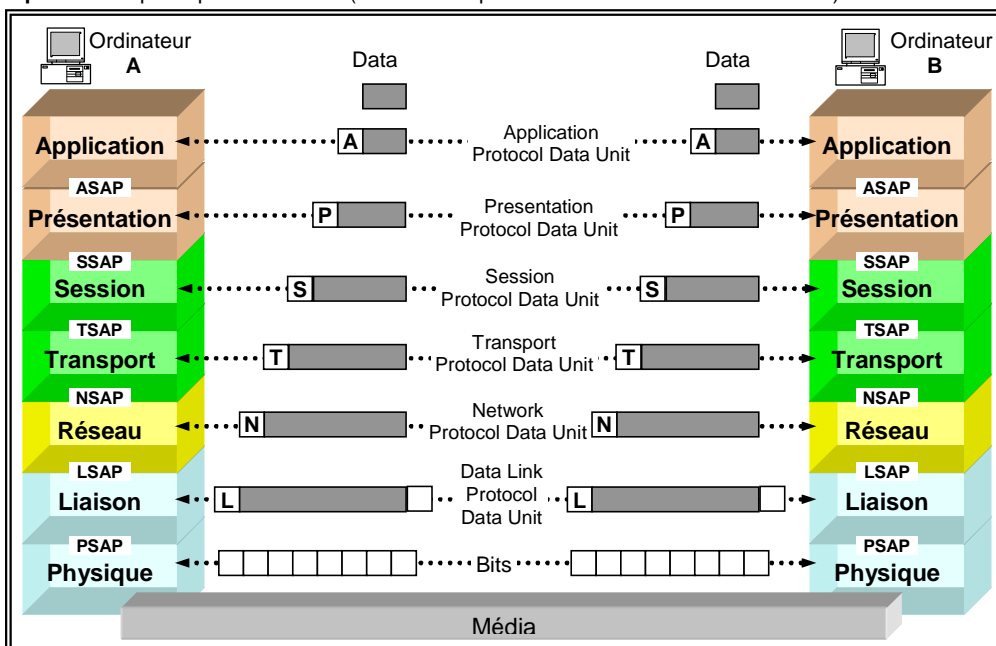 Ordinateur
A
Data
Data
Ordinateur
B
Application
A
Application
Protocol Data Unit
A
Application
ASAP
ASAP
Présentation
P
Presentation
Protocol Data Unit
P
Présentation
SSAP
SSAP
Session
S
Session
Protocol Data Unit
S
Session
TSAP
TSAP
Transport
T
Transport
Protocol Data Unit
T
Transport
NSAP
NSAP
Réseau
N
Network
Protocol Data Unit
N
Réseau
LSAP
LSAP
Liaison
L
Data Link
Protocol
Data Unit
L
Liaison
PSAP
PSAP
Physique
Bits
Physique
Média